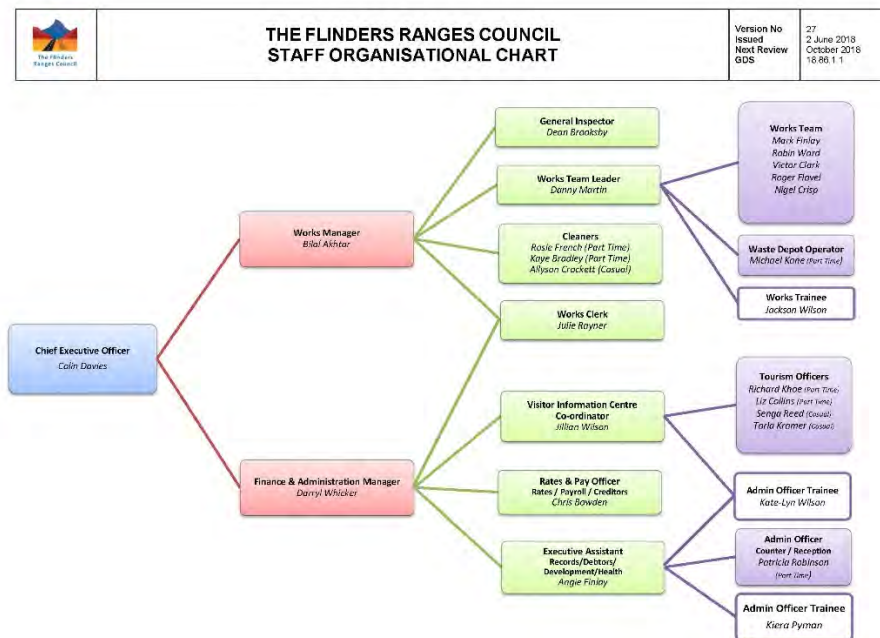 The Flinders
Ranges Council
THE FLINDERS RANGES COUNCIL
STAFF ORGANISATIONAL CHART
Version No 27
Issued 2 June 2018
Next Review October 2018
GDS 18.86.1.1
General Inspector
Dean Brooksby
Works Team Leader
Danny Martin
Works Team
Mark Finlay
Robin Ward
Victor Clark
Roger Flavel
Nigel Crisp
Works Manager
Bilal Akhtar
Cleaners
Rosie French (Part Time)
Kaye Bradley (Part Time)
Allyson Crackett (Casual)
Waste Depot Operator
Michael Kane (Part Time)
Works Trainee
Jackson Wilson
Works Clerk
Julie Rayner
Chief Executive Officer
Colin Davies
Visitor Information Centre
Co-ordinator
Jillian Wilson
Tourism Officers
Richard Khoe (Part Time)
Liz Collins (Part Time)
Senga Reed (Casual)
Tarla Kramer (Casual)
Finance & Administration Manager
Darryl Whicker
Rates & Pay Officer
Rates / Payroll / Creditors
Chris Bowden
Admin Officer Trainee
Kate-Lyn Wilson
Executive Assistant
Records/Debtors/
Development/Health
Angie Finlay
Admin Officer
Counter / Reception
Patricia Robinson
(Part Time)
Admin Officer Trainee
Kiera Pyman